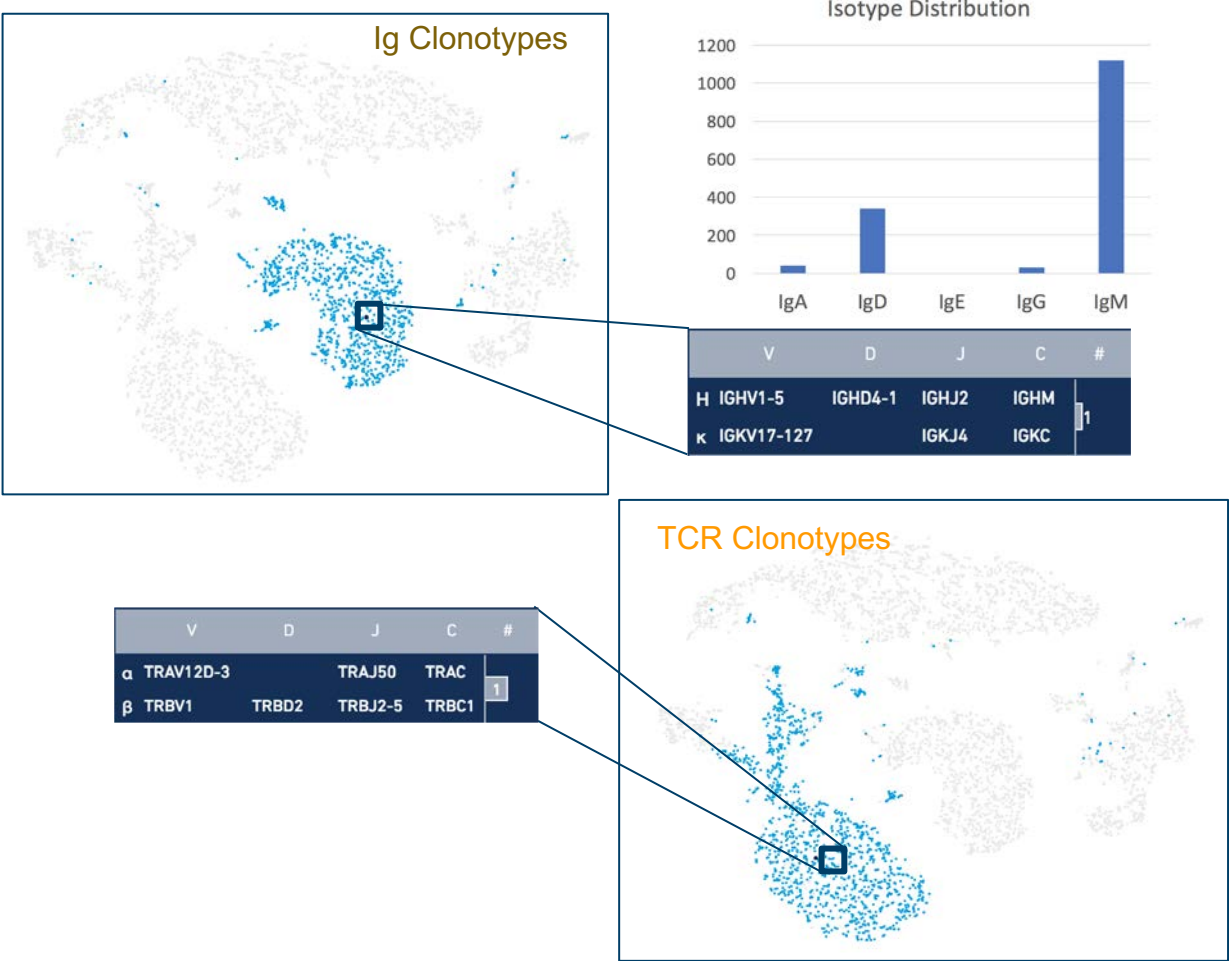 Ig Clonotypes
Isotype Distribution
1200
1000
800
600
400
200
0
IgA IgD IgE IgG IgM
V D J C #
H IGHV1-5 IGHD4-1 IGHJ2 IGHM
1
κ IGKV17-127 IGKJ4 IGKC
TCR Clonotypes
V D J C #
α TRAV12D-3 TRAJ50 TRAC
1
β TRBV1 TRBD2 TRBJ2-5 TRBC1